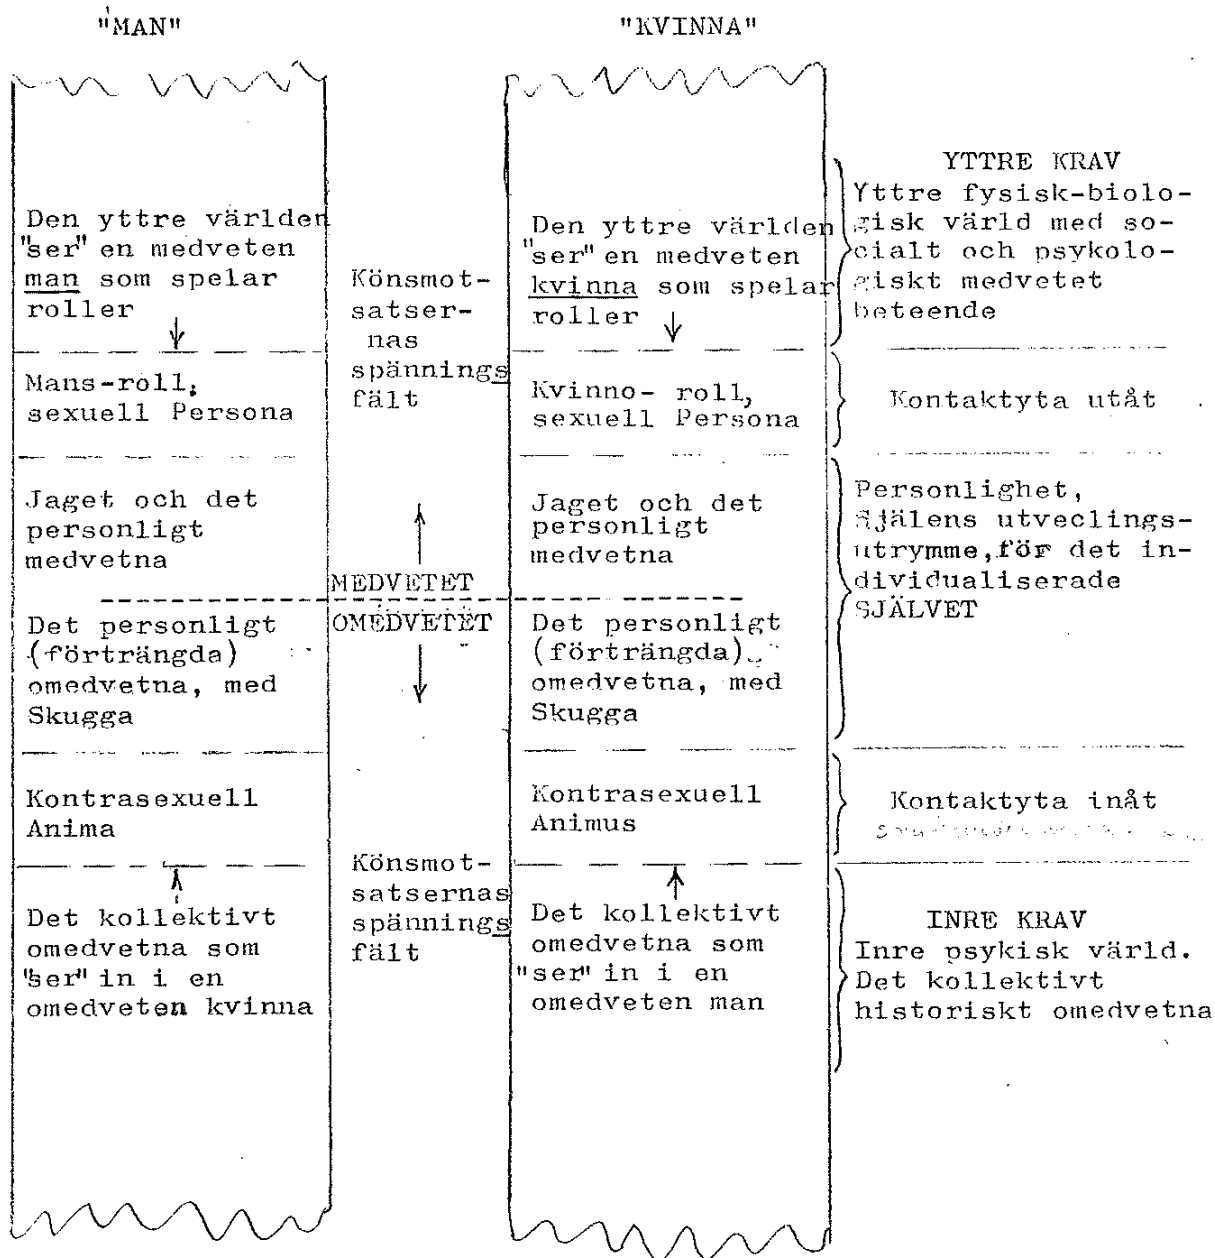 "MAN"
"KVINNA"
Den yttre världen
"ser" en medveten
man som spelar
roller
Mans-roll,
sexuell Persona
Jaget och det
personligt
medvetna
Det personligt
(förträngda)
omedvetna, med
Skugga
Kontrasexuell
Anima
Det kollektivt
omedvetna som
"ser" in i en
omedveten kvinna
Könsmot-
satser-
nas
spännings
fält
MEDVETET
OMEDVETET
Könsmot-
satsernas
spännings
fält
Den yttre världen
"ser" en medveten
kvinna som spelar
roller
Kvinno- roll,
sexuell Persona
Jaget och det
personligt
medvetna
Det personligt
(förträngda)
omedvetna, med
Skugga
Kontrasexuell
Animus
Det kollektivt
omedvetna som
"ser" in i en
omedveten man
YTTRE KRAV
Yttre fysisk-biolo-
gisk värld med so-
cialt och psykolo-
giskt medvetet
beteende
Kontaktyta utåt
Personlighet,
Själens utveclings-
utrymme,för det in-
dividualiserade
SJÄLVET
Kontaktyta inåt
INRE KRAV
Inre psykisk värld.
Det kollektivt
historiskt omedvetna